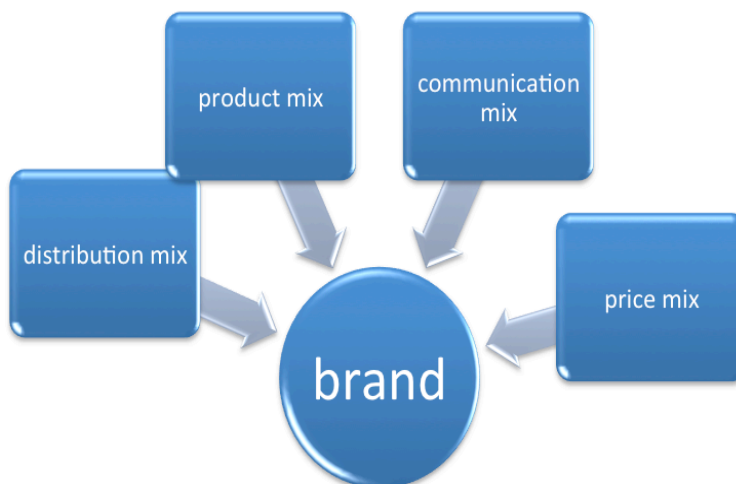 product mix
communication
mix
distribution mix
price mix
brand